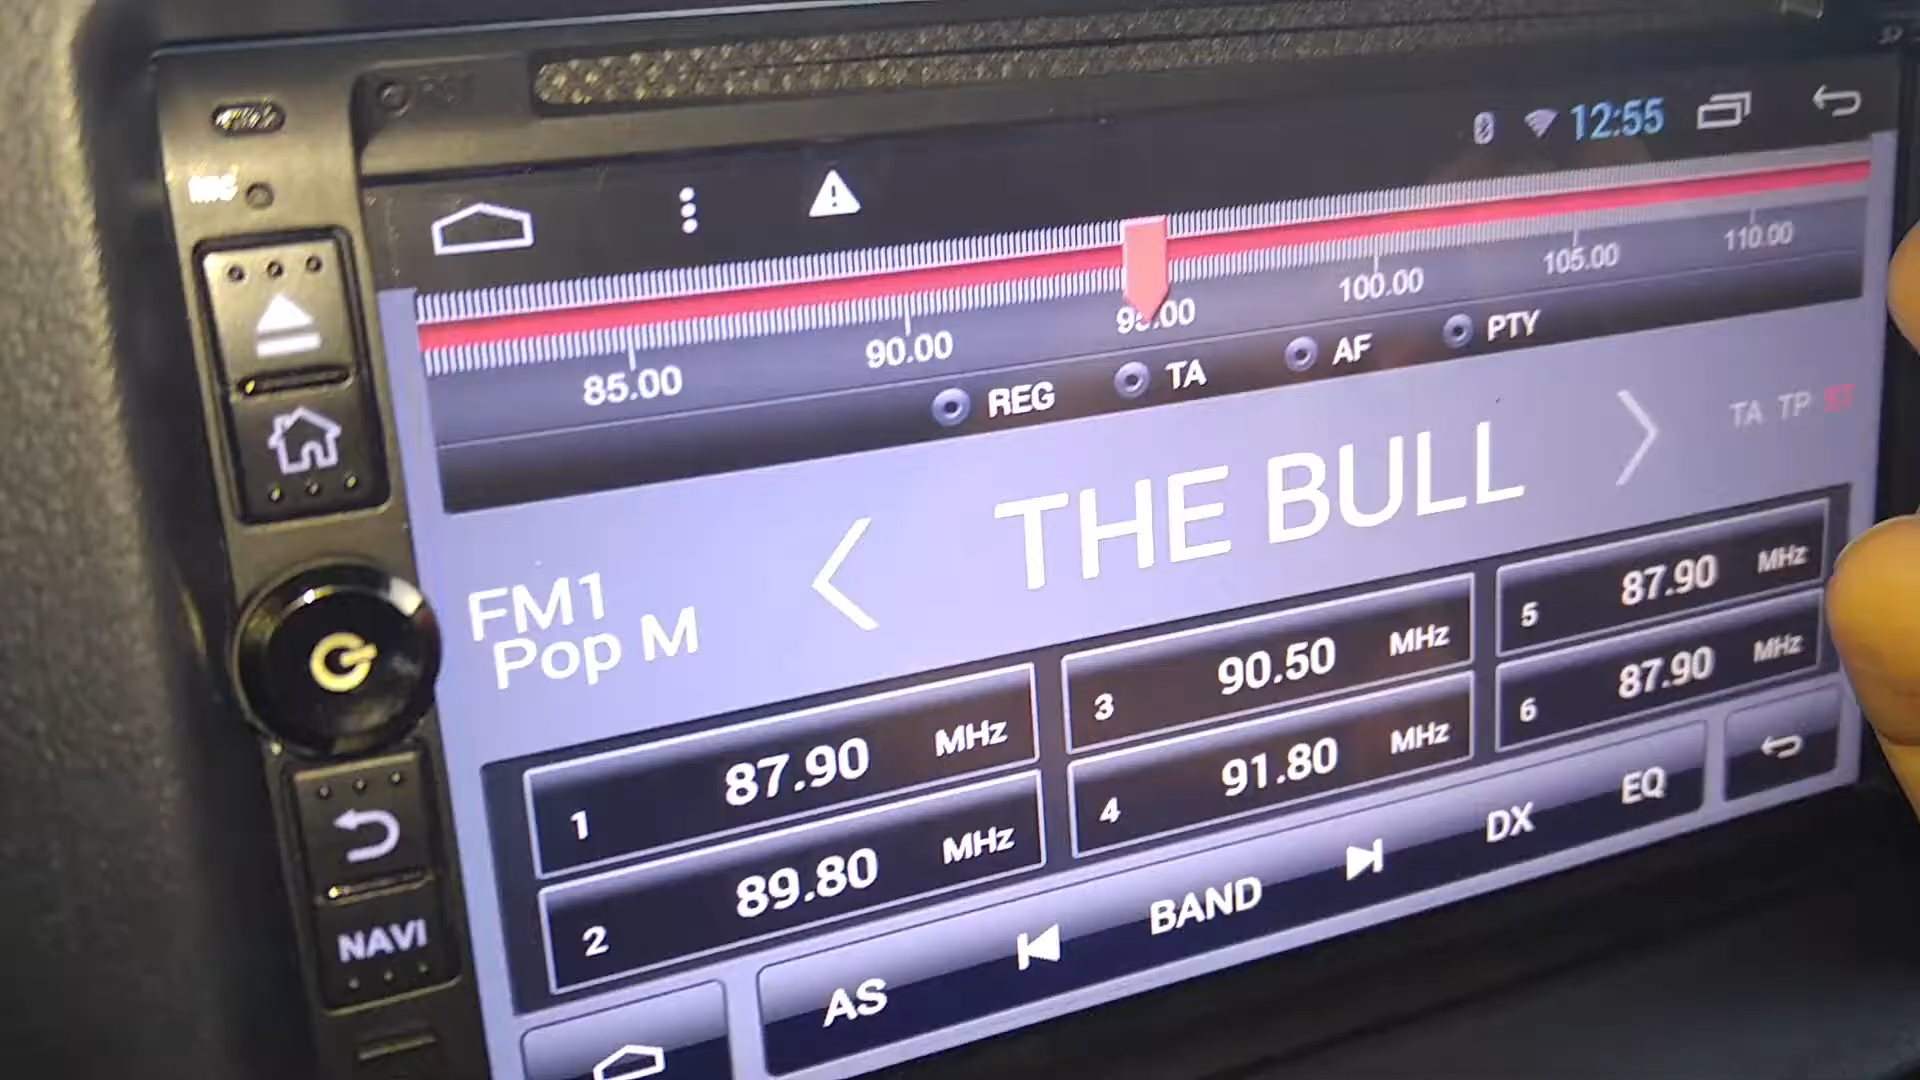 12:55
85.00 90.00 100.00 105.00 110.00
REG TA AF PTY
TA TP ST
THE BULL
FM1
Pop M
1 87.90 MHz
2 89.80 MHz
3 90.50 MHz
4 91.80 MHz
5 87.90 MHz
6 87.90 MHz
AS BAND DX EQ
NAVI